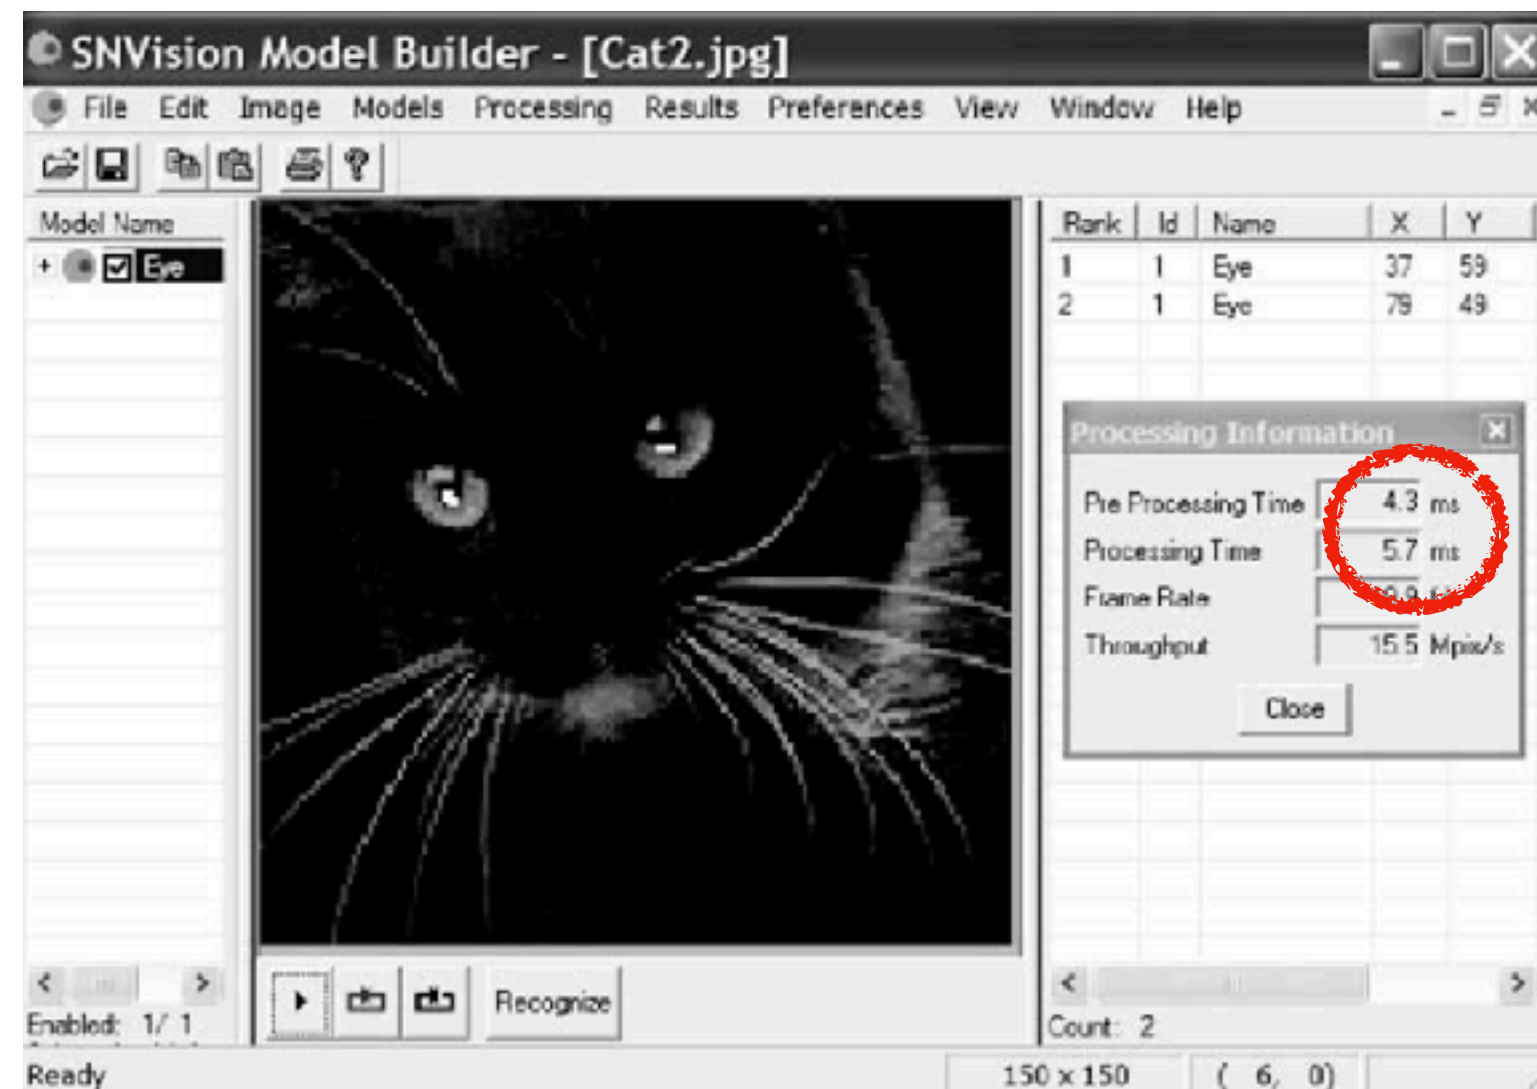 SNVision Model Builder - [Cat2.jpg]
File Edit Image Models Processing Results Preferences View Window Help
Model Name
+ Eye
Rank Id Name X Y
1 1 Eye 37 59
2 1 Eye 79 49
Processing Information
Pre Processing Time 4.3 ms
Processing Time 5.7 ms
Frame Rate
Throughput 15.5 Mpix/s
Close
Recognize
Enabled: 1/ 1
Count: 2
Ready 150 x 150 ( 6, 0)